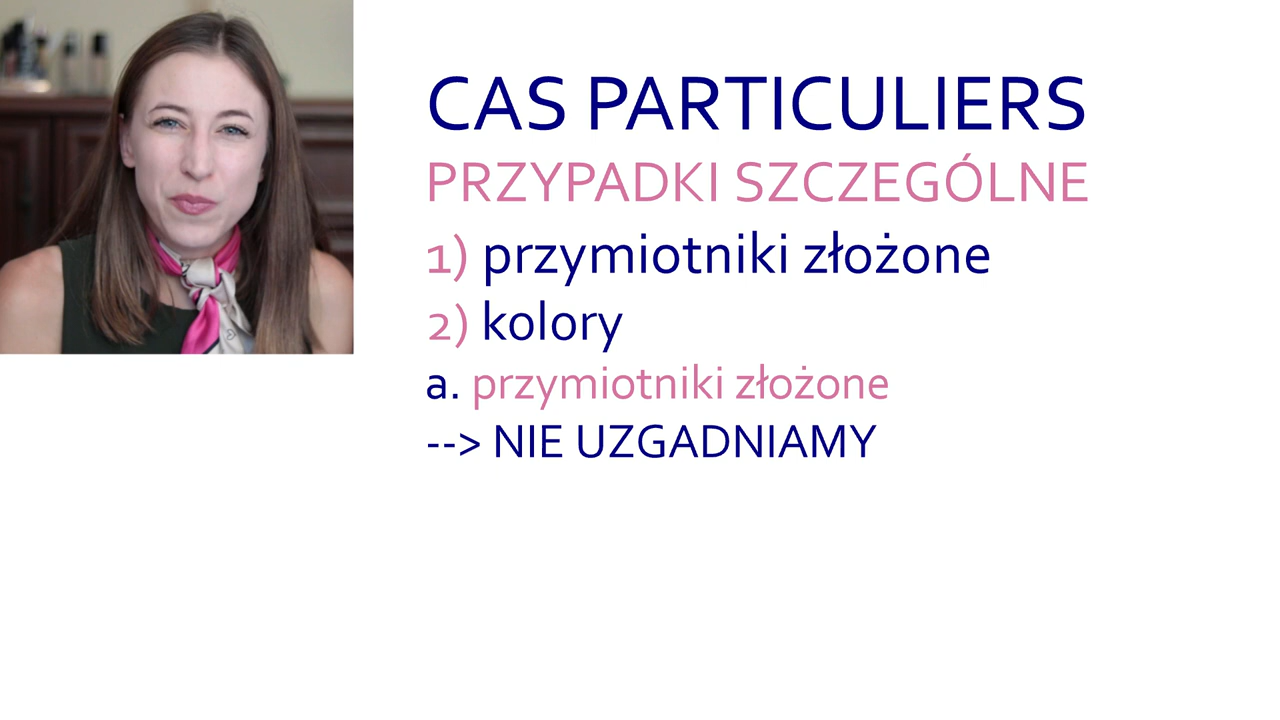 CAS PARTICULIERS
PRZYPADKI SZCZEGÓLNE
1) przymiotniki złożone
2) kolory
a. przymiotniki złożone
--> NIE UZGADNIAMY